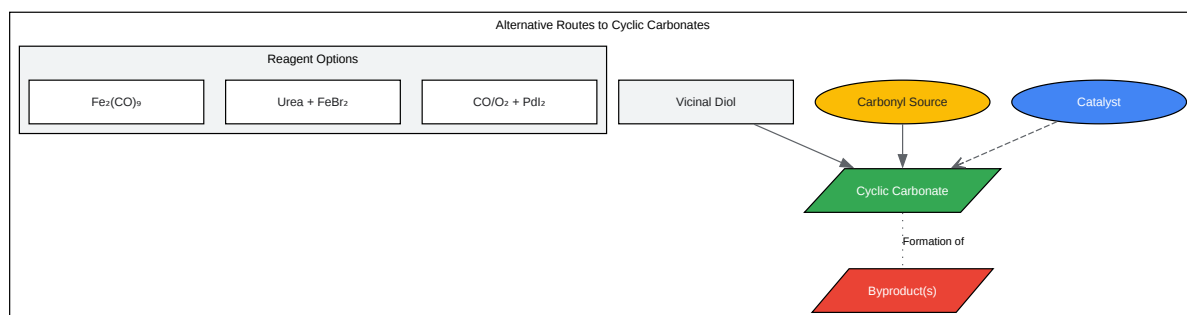 Alternative Routes to Cyclic Carbonates
Reagent Options
Fe₂(CO)₉
Urea + FeBr₂
CO/O₂ + PdI₂
Vicinal Diol
Carbonyl Source
Catalyst
Cyclic Carbonate
Formation of
Byproduct(s)